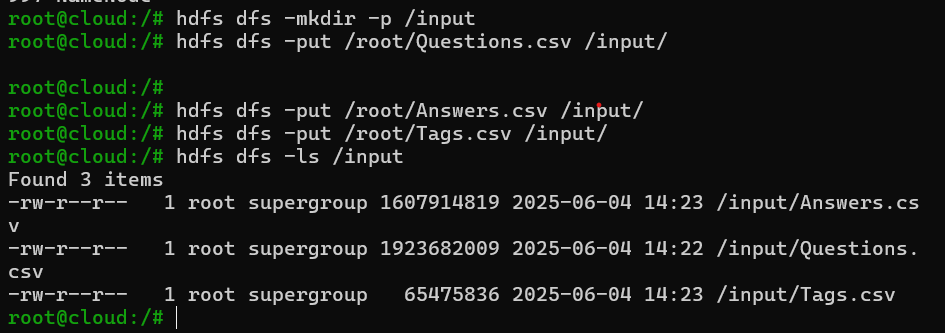 root@cloud:/# hdfs dfs -mkdir -p /input
root@cloud:/# hdfs dfs -put /root/Questions.csv /input/
root@cloud:/#
root@cloud:/# hdfs dfs -put /root/Answers.csv /input/
root@cloud:/# hdfs dfs -put /root/Tags.csv /input/
root@cloud:/# hdfs dfs -ls /input
Found 3 items
-rw-r--r--   1 root supergroup 1607914819 2025-06-04 14:23 /input/Answers.cs
v
-rw-r--r--   1 root supergroup 1923682009 2025-06-04 14:22 /input/Questions.
csv
-rw-r--r--   1 root supergroup   65475836 2025-06-04 14:23 /input/Tags.csv
root@cloud:/#